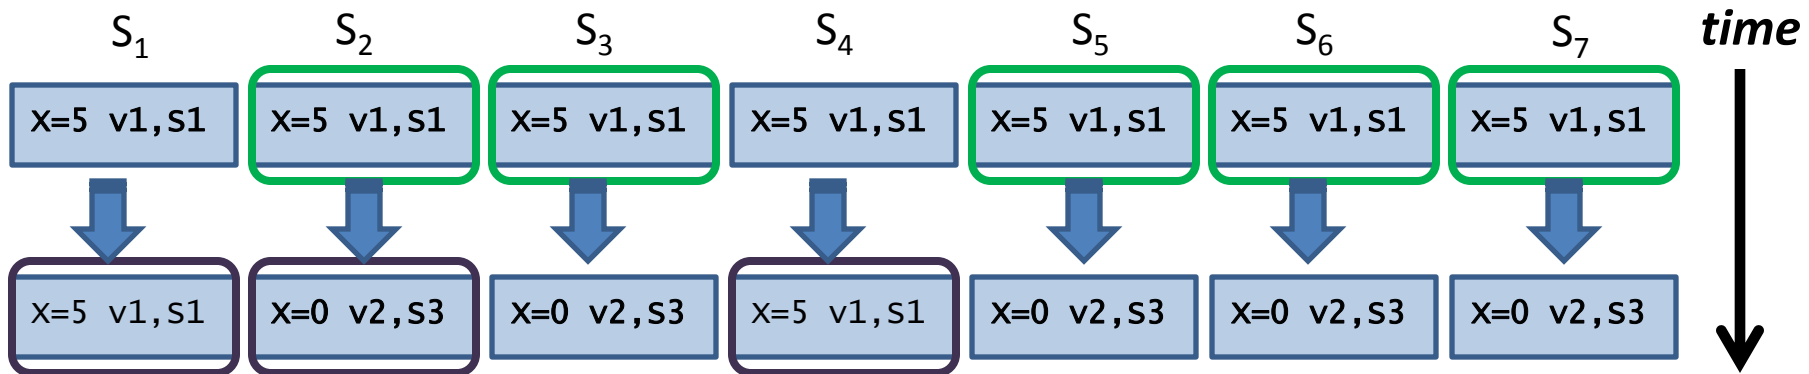 S1 S2 S3 S4 S5 S6 S7 time
x=5 v1,s1 x=5 v1,s1 x=5 v1,s1 x=5 v1,s1 x=5 v1,s1 x=5 v1,s1 x=5 v1,s1
x=5 v1,s1 x=0 v2,s3 x=0 v2,s3 x=5 v1,s1 x=0 v2,s3 x=0 v2,s3 x=0 v2,s3